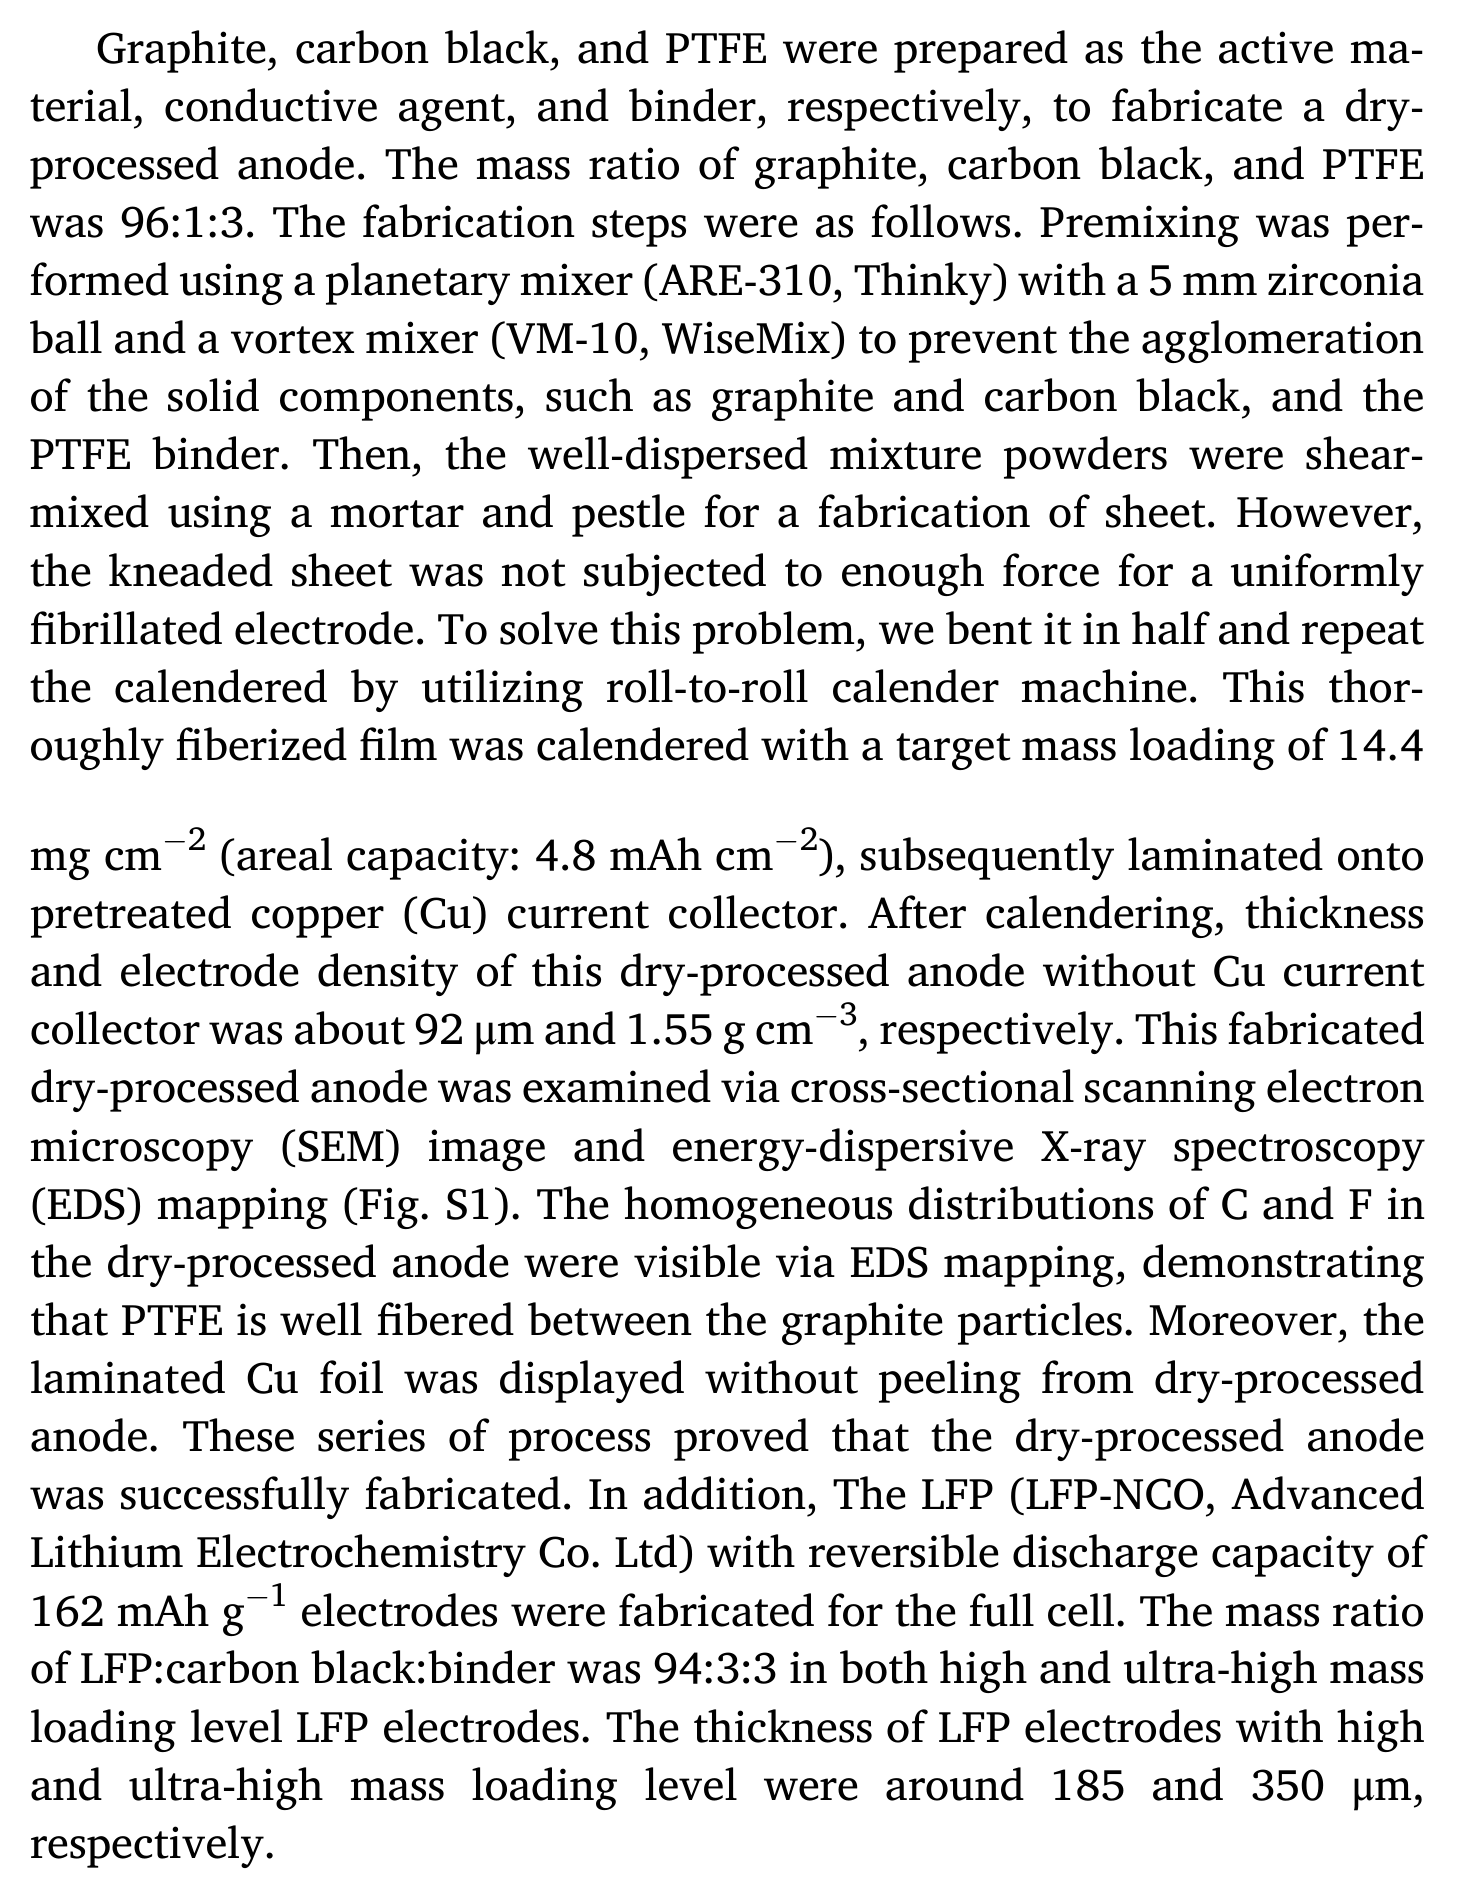 Graphite, carbon black, and PTFE were prepared as the active ma-
terial, conductive agent, and binder, respectively, to fabricate a dry-
processed anode. The mass ratio of graphite, carbon black, and PTFE
was 96:1:3. The fabrication steps were as follows. Premixing was per-
formed using a planetary mixer (ARE-310, Thinky) with a 5 mm zirconia
ball and a vortex mixer (VM-10, WiseMix) to prevent the agglomeration
of the solid components, such as graphite and carbon black, and the
PTFE binder. Then, the well-dispersed mixture powders were shear-
mixed using a mortar and pestle for a fabrication of sheet. However,
the kneaded sheet was not subjected to enough force for a uniformly
fibrillated electrode. To solve this problem, we bent it in half and repeat
the calendered by utilizing roll-to-roll calender machine. This thor-
oughly fiberized film was calendered with a target mass loading of 14.4
mg cm⁻² (areal capacity: 4.8 mAh cm⁻²), subsequently laminated onto
pretreated copper (Cu) current collector. After calendering, thickness
and electrode density of this dry-processed anode without Cu current
collector was about 92 μm and 1.55 g cm⁻³, respectively. This fabricated
dry-processed anode was examined via cross-sectional scanning electron
microscopy (SEM) image and energy-dispersive X-ray spectroscopy
(EDS) mapping (Fig. S1). The homogeneous distributions of C and F in
the dry-processed anode were visible via EDS mapping, demonstrating
that PTFE is well fibered between the graphite particles. Moreover, the
laminated Cu foil was displayed without peeling from dry-processed
anode. These series of process proved that the dry-processed anode
was successfully fabricated. In addition, The LFP (LFP-NCO, Advanced
Lithium Electrochemistry Co. Ltd) with reversible discharge capacity of
162 mAh g⁻¹ electrodes were fabricated for the full cell. The mass ratio
of LFP:carbon black:binder was 94:3:3 in both high and ultra-high mass
loading level LFP electrodes. The thickness of LFP electrodes with high
and ultra-high mass loading level were around 185 and 350 μm,
respectively.